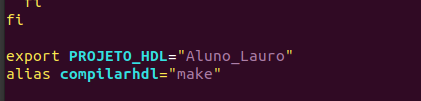 fi
fi
export PROJETO_HDL="Aluno_Lauro"
alias compilarhdl="make"